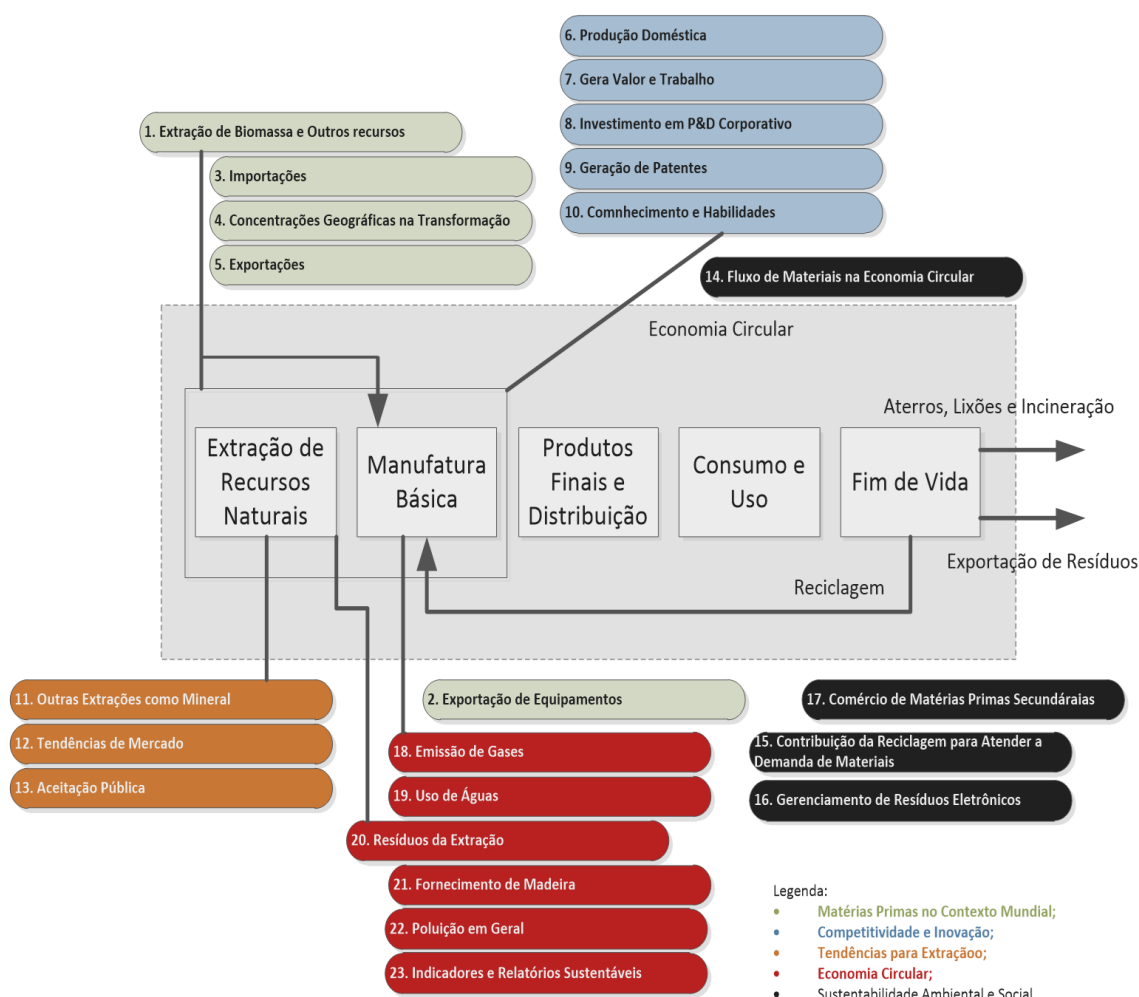 6. Produção Doméstica
7. Gera Valor e Trabalho
8. Investimento em P&D Corporativo
9. Geração de Patentes
10. Comnhecimento e Habilidades
1. Extração de Biomassa e Outros recursos
3. Importações
4. Concentrações Geográficas na Transformação
5. Exportações
14. Fluxo de Materiais na Economia Circular
Economia Circular
Aterros, Lixões e Incineração
Extração de
Recursos
Naturais
Manufatura
Básica
Produtos
Finais e
Distribuição
Consumo e
Uso
Fim de Vida
Exportação de Resíduos
Reciclagem
11. Outras Extrações como Mineral
12. Tendências de Mercado
13. Aceitação Pública
2. Exportação de Equipamentos
18. Emissão de Gases
19. Uso de Águas
20. Resíduos da Extração
21. Fornecimento de Madeira
22. Poluição em Geral
23. Indicadores e Relatórios Sustentáveis
17. Comércio de Matérias Primas Secundáraias
15. Contribuição da Reciclagem para Atender a
Demanda de Materiais
16. Gerenciamento de Resíduos Eletrônicos
Legenda:
• Matérias Primas no Contexto Mundial;
• Competitividade e Inovação;
• Tendências para Extraçãoo;
• Economia Circular;
• Sustentabilidade Ambiental e Social